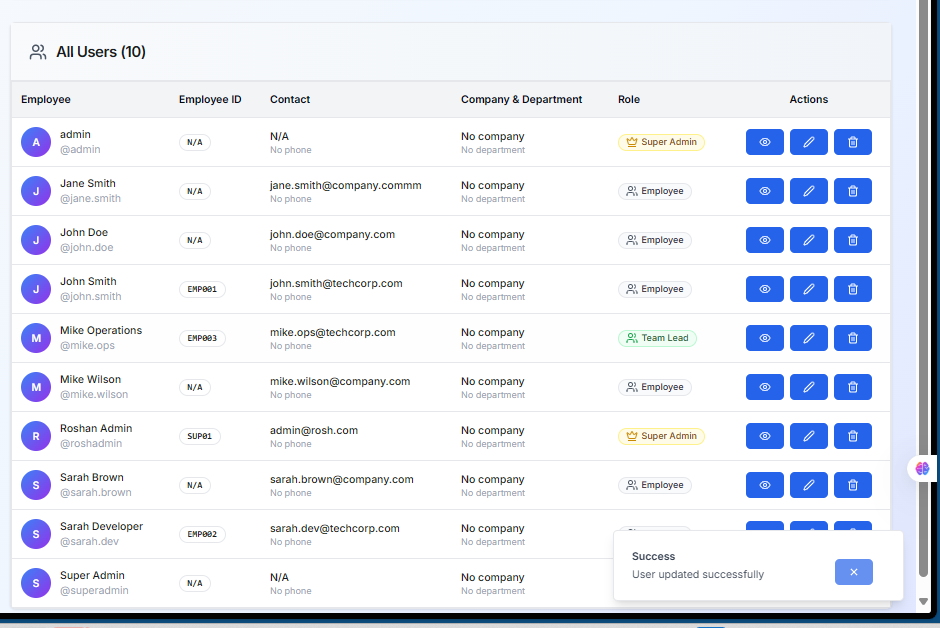 All Users (10)
Employee Employee ID Contact Company & Department Role Actions
A admin N/A N/A No company Super Admin
@admin No phone No department
J Jane Smith N/A jane.smith@company.commm No company Employee
@jane.smith No phone No department
J John Doe N/A john.doe@company.com No company Employee
@john.doe No phone No department
J John Smith EMP001 john.smith@techcorp.com No company Employee
@john.smith No phone No department
M Mike Operations EMP003 mike.ops@techcorp.com No company Team Lead
@mike.ops No phone No department
M Mike Wilson N/A mike.wilson@company.com No company Employee
@mike.wilson No phone No department
R Roshan Admin SUP01 admin@rosh.com No company Super Admin
@roshadmin No phone No department
S Sarah Brown N/A sarah.brown@company.com No company Employee
@sarah.brown No phone No department
S Sarah Developer EMP002 sarah.dev@techcorp.com No company
@sarah.dev No phone No department
S Super Admin N/A N/A No company
@superadmin No phone No department
Success
User updated successfully